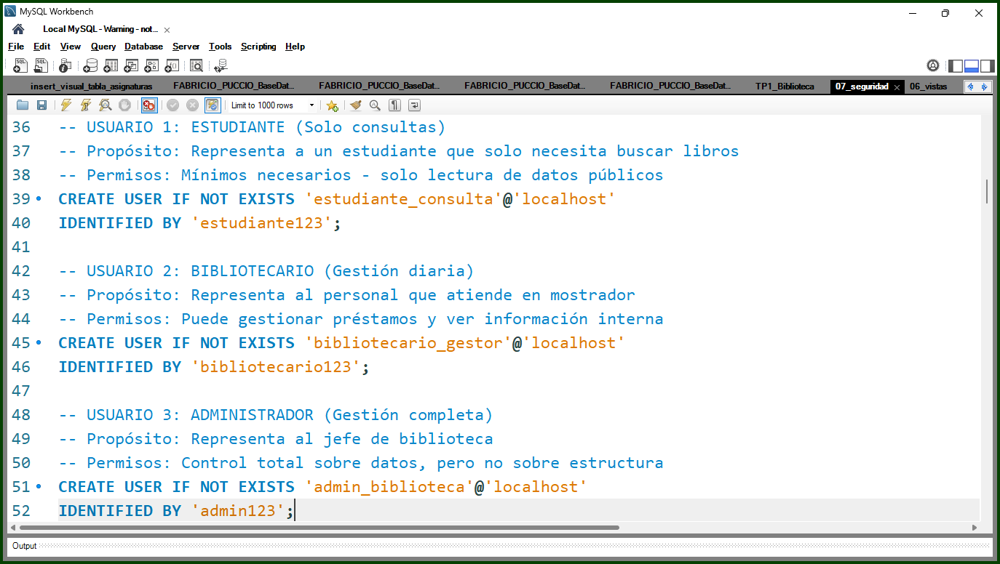 MySQL Workbench
Local MySQL - Warning - not...
File Edit View Query Database Server Tools Scripting Help
insert_visual_tabla_asignaturas FABRICIO_PUCCIO_BaseDat... FABRICIO_PUCCIO_BaseDat... FABRICIO_PUCCIO_BaseDat... FABRICIO_PUCCIO_BaseDat... TP1_Biblioteca 07_seguridad 06_vistas
Limit to 1000 rows
36 -- USUARIO 1: ESTUDIANTE (Solo consultas)
37 -- Propósito: Representa a un estudiante que solo necesita buscar libros
38 -- Permisos: Mínimos necesarios - solo lectura de datos públicos
39 CREATE USER IF NOT EXISTS 'estudiante_consulta'@'localhost'
40 IDENTIFIED BY 'estudiante123';
41
42 -- USUARIO 2: BIBLIOTECARIO (Gestión diaria)
43 -- Propósito: Representa al personal que atiende en mostrador
44 -- Permisos: Puede gestionar préstamos y ver información interna
45 CREATE USER IF NOT EXISTS 'bibliotecario_gestor'@'localhost'
46 IDENTIFIED BY 'bibliotecario123';
47
48 -- USUARIO 3: ADMINISTRADOR (Gestión completa)
49 -- Propósito: Representa al jefe de biblioteca
50 -- Permisos: Control total sobre datos, pero no sobre estructura
51 CREATE USER IF NOT EXISTS 'admin_biblioteca'@'localhost'
52 IDENTIFIED BY 'admin123';
Output